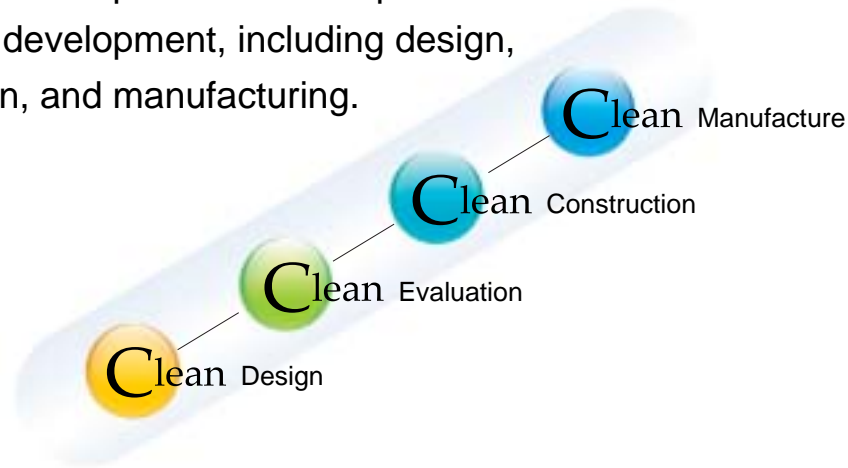 development, including design,
n, and manufacturing.
Clean Manufacture
Clean Construction
Clean Evaluation
Clean Design